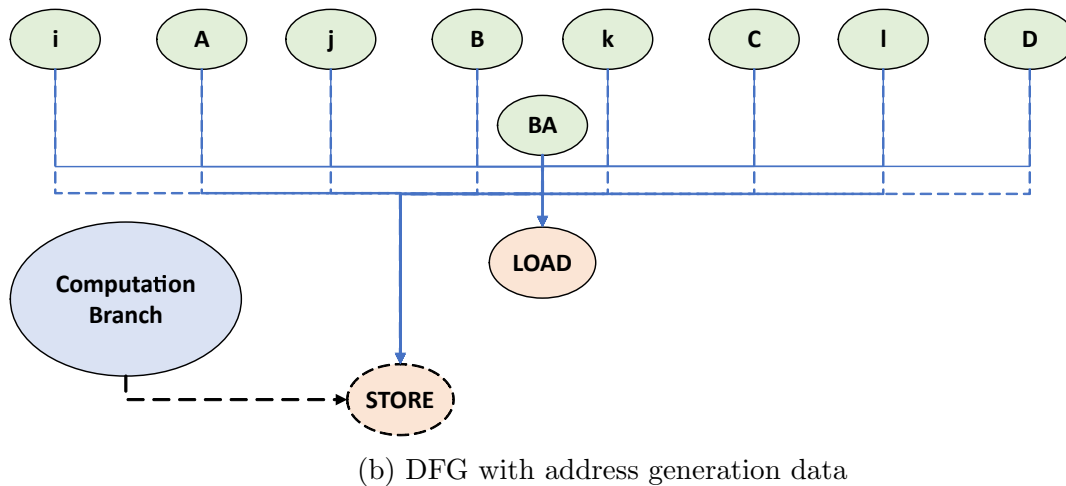 i A j B k C l D
BA
LOAD
Computation
Branch
STORE
(b) DFG with address generation data